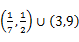 (1/7, 1/2) ∪ (3,9)